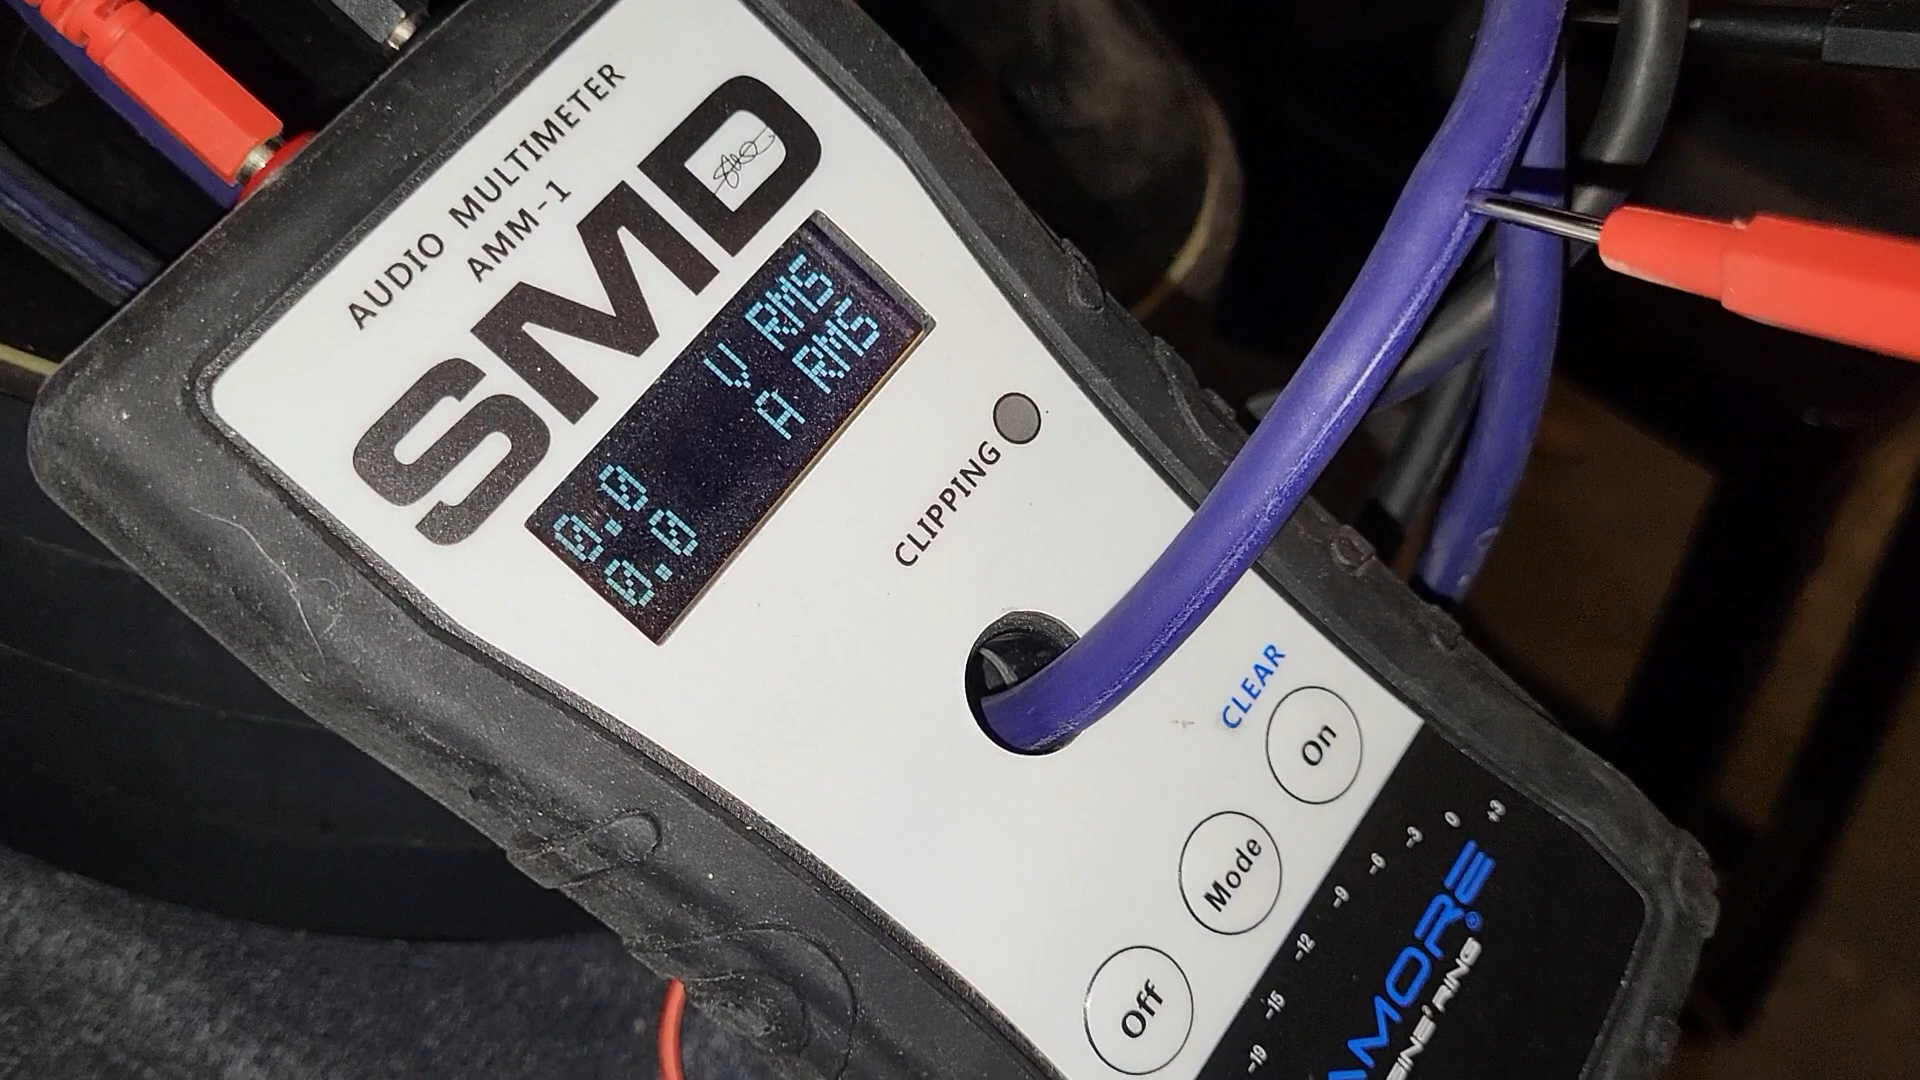 AUDIO MULTIMETER
AMM-1
SMD
0.0 V RMS
0.0 A RMS
CLIPPING
CLEAR
On
Mode
Off
-19 -15 -12 -9 -6 -3 0 +3
AMORE®